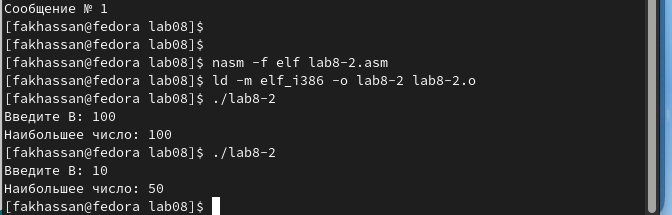 Сообщение № 1
[fakhassan@fedora lab08]$
[fakhassan@fedora lab08]$
[fakhassan@fedora lab08]$ nasm -f elf lab8-2.asm
[fakhassan@fedora lab08]$ ld -m elf_i386 -o lab8-2 lab8-2.o
[fakhassan@fedora lab08]$ ./lab8-2
Введите B: 100
Наибольшее число: 100
[fakhassan@fedora lab08]$ ./lab8-2
Введите B: 10
Наибольшее число: 50
[fakhassan@fedora lab08]$